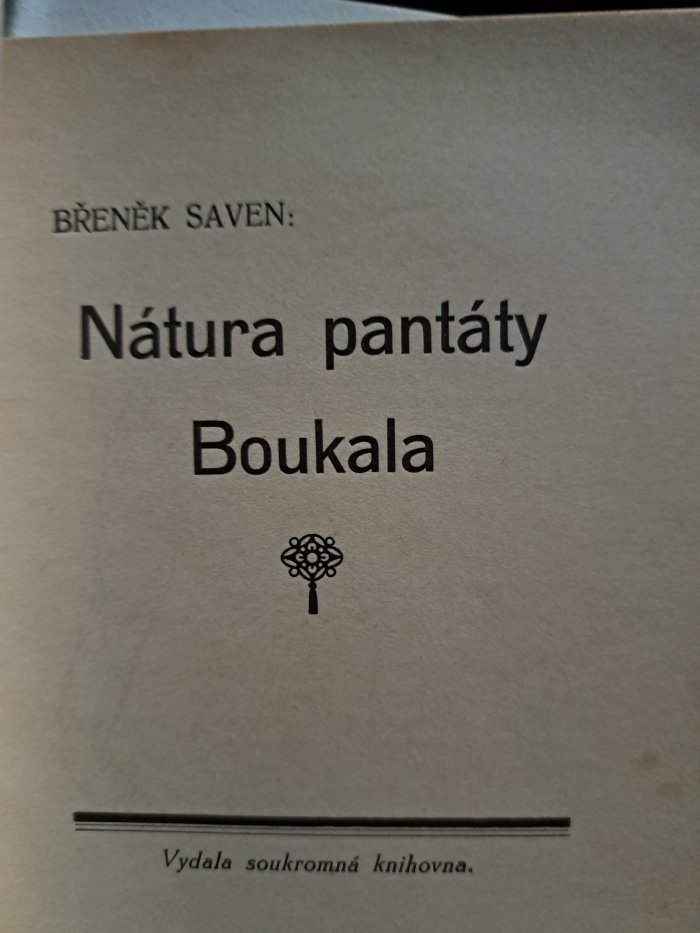 BŘENĚK SAVEN:
Nátura pantáty
Boukala
Vydala soukromná knihovna.